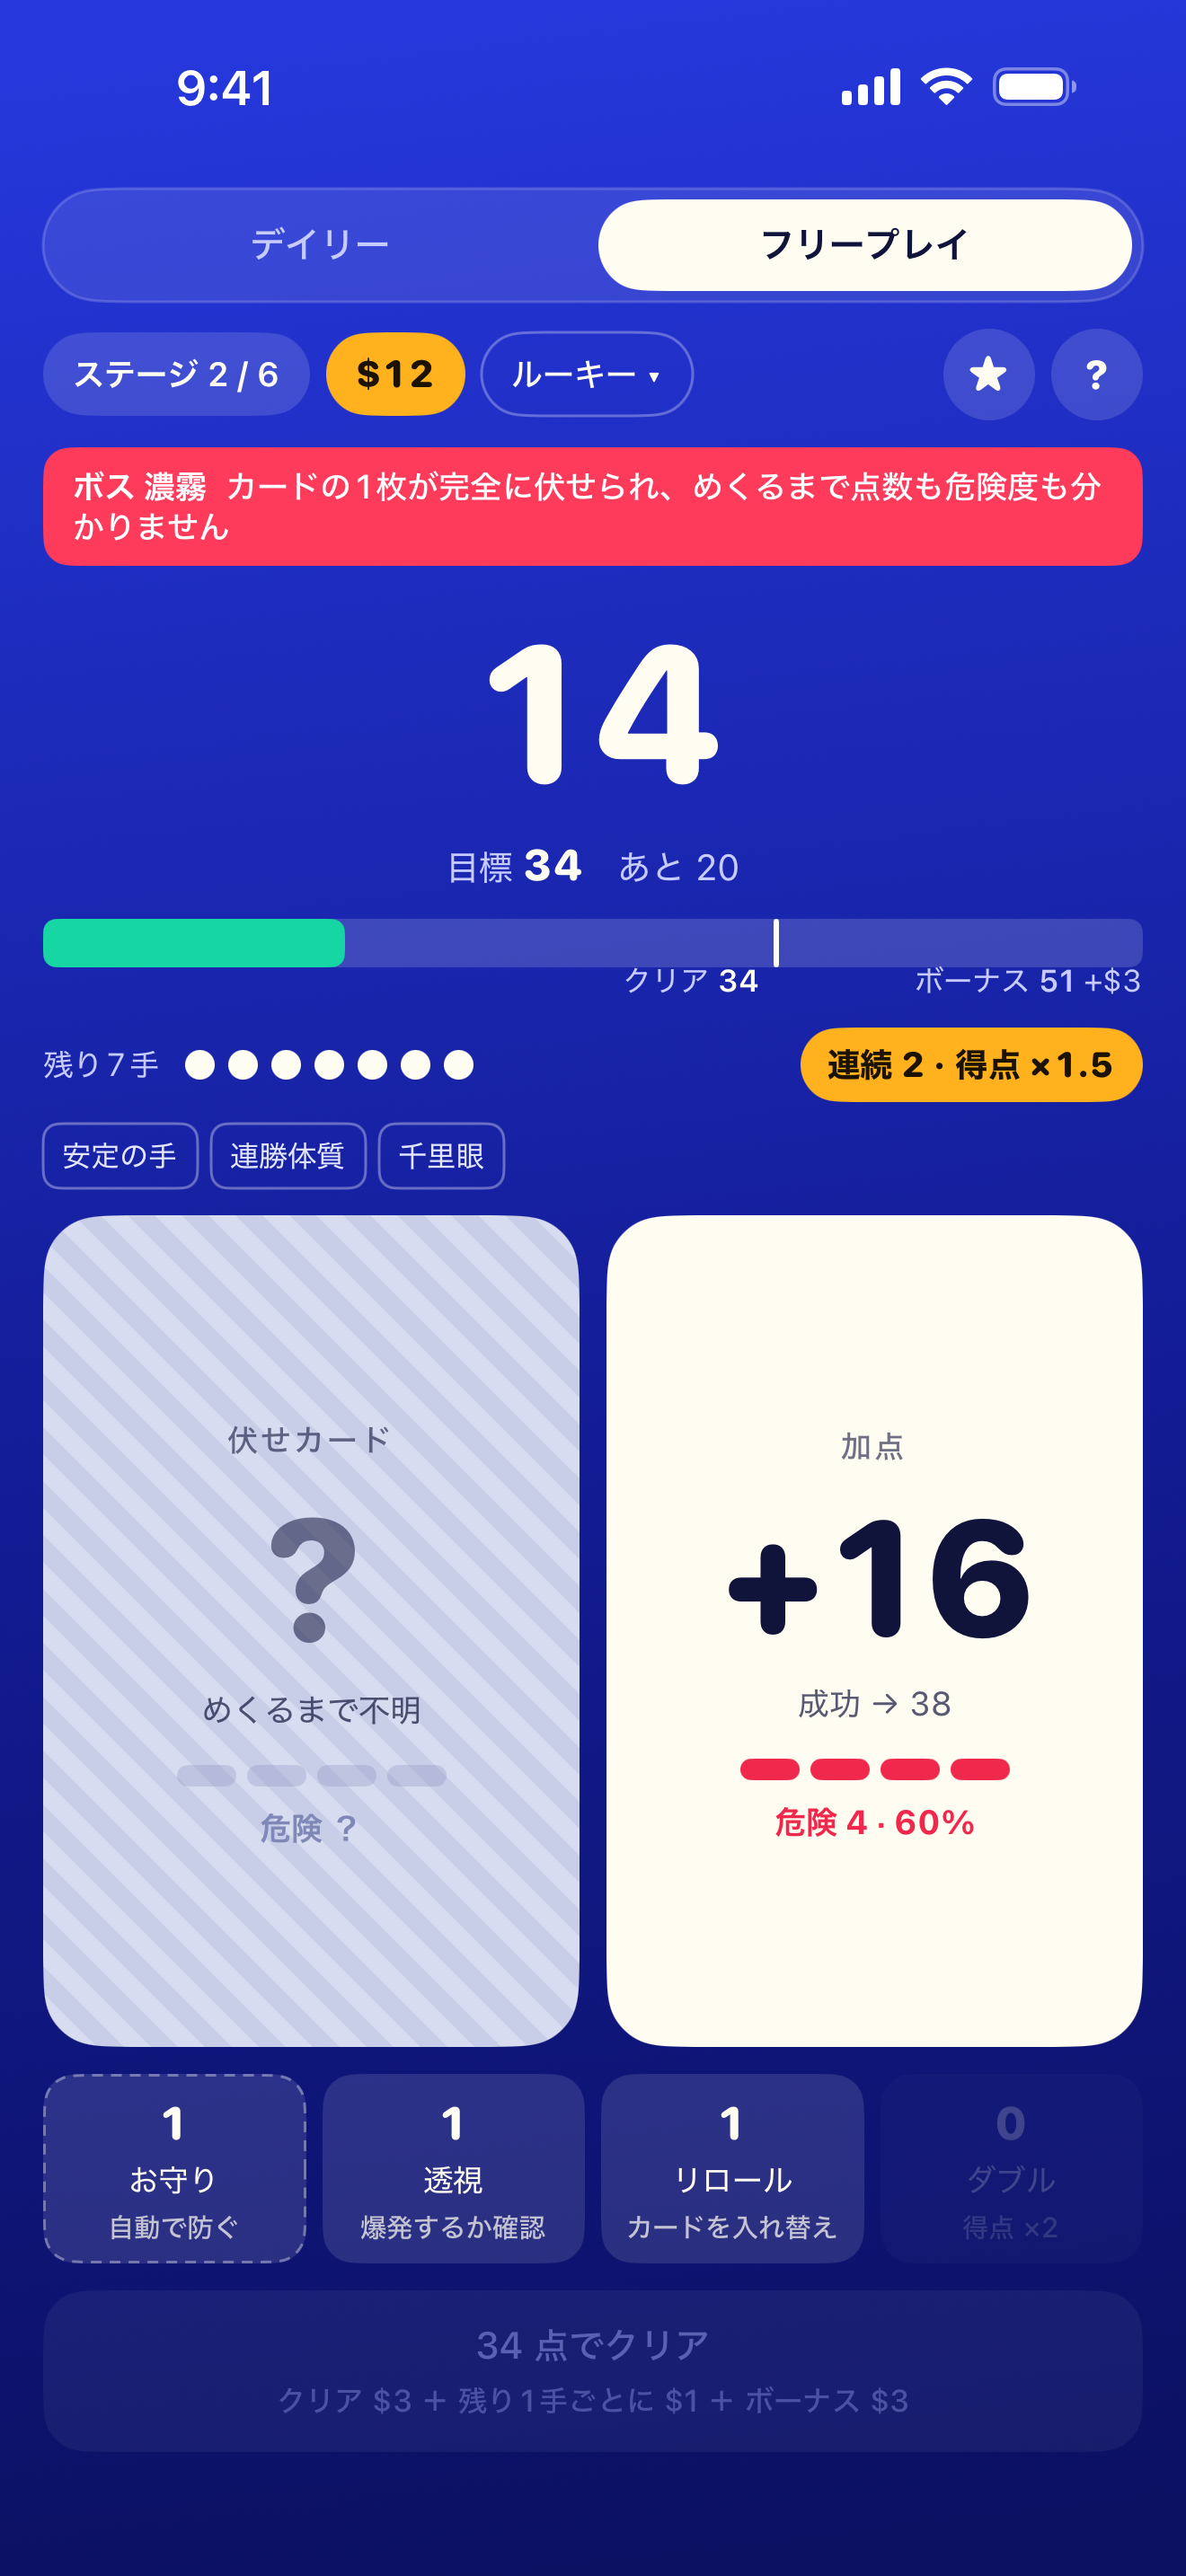 9:41
デイリー
フリープレイ
ステージ 2 / 6
$12
ルーキー ▾
?
ボス 濃霧 カードの1枚が完全に伏せられ、めくるまで点数も危険度も分
かりません
14
目標 34 あと 20
クリア 34
ボーナス 51 +$3
残り7手
連続 2 · 得点 ×1.5
安定の手
連勝体質
千里眼
伏せカード
?
めくるまで不明
危険 ?
加点
+16
成功 → 38
危険 4 · 60%
1
お守り
自動で防ぐ
1
透視
爆発するか確認
1
リロール
カードを入れ替え
0
ダブル
得点 ×2
34 点でクリア
クリア $3 + 残り1手ごとに $1 + ボーナス $3